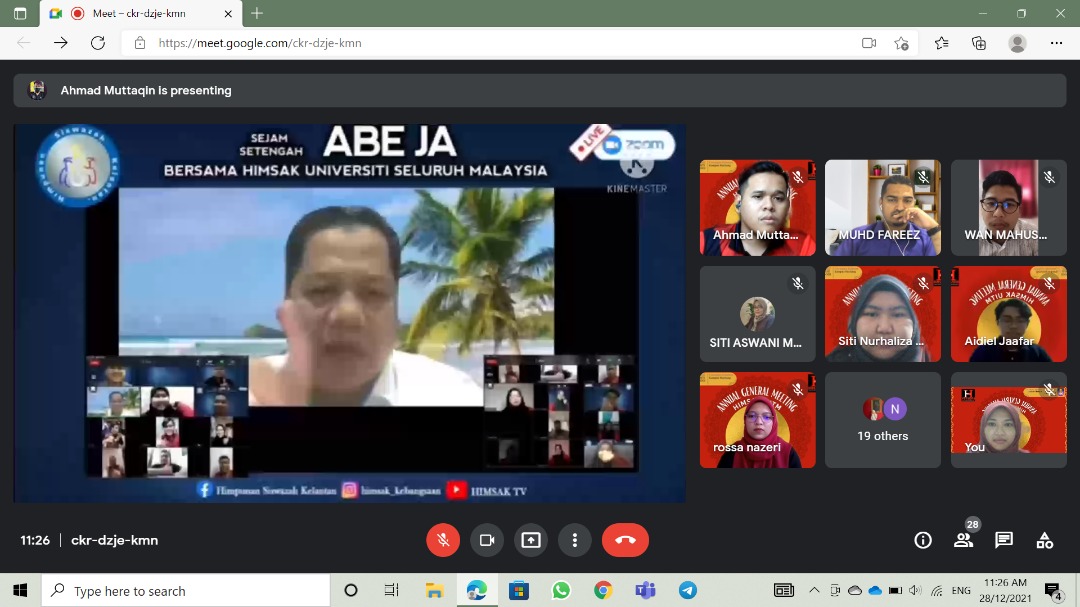 Meet – ckr-dzje-kmn
https://meet.google.com/ckr-dzje-kmn
Ahmad Muttaqin is presenting
SEJAM SETENGAH ABE JA
BERSAMA HIMSAK UNIVERSITI SELURUH MALAYSIA
LIVE zoom
KINEMASTER
Himpunan Siswazah Kelantan himsak_kebangsaan HIMSAK TV
Ahmad Mutta...
MUHD FAREEZ
WAN MAHUS...
SITI ASWANI M...
Siti Nurhaliza ...
Aidiel Jaafar
ANNUAL GENERAL MEETING
rossa nazeri
N
19 others
You
11:26 | ckr-dzje-kmn
28
Type here to search
ENG
11:26 AM
28/12/2021
4